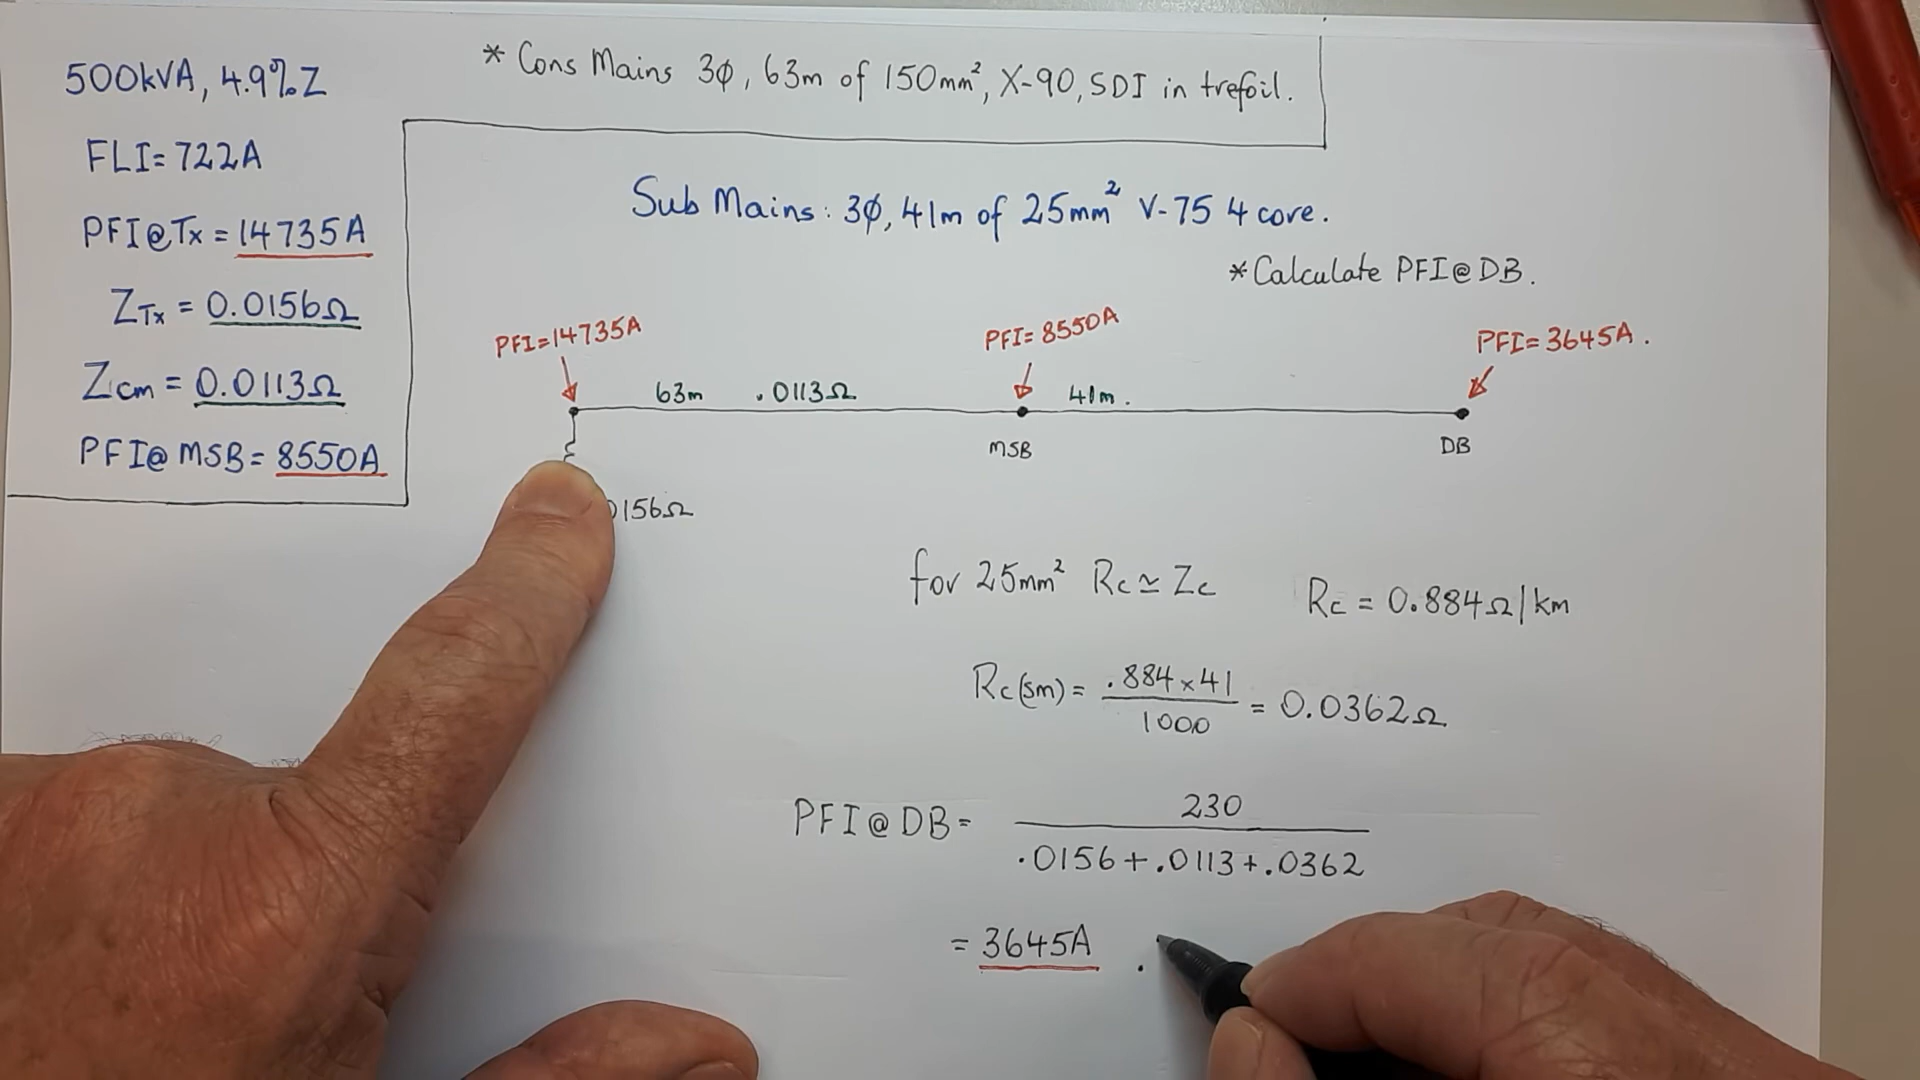 500kVA, 4.9%Z
FLI=722A
PFI@Tx = 14735A
ZTx = 0.0156Ω
Zcm = 0.0113Ω
PFI@ MSB= 8550A
* Cons Mains 3φ, 63m of 150mm², X-90, SDI in trefoil.
Sub Mains: 3φ, 41m of 25mm² V-75 4 core.
*Calculate PFI@DB.
PFI=14735A
PFI= 8550A
PFI= 3645A.
63m .0113Ω
41m.
MSB
DB
0156Ω
for 25mm² Rc≃Zc Rc = 0.884Ω/km
Rc(sm)= .884×41
1000
= 0.0362Ω
PFI@DB= 230
.0156+.0113+.0362
= 3645A .